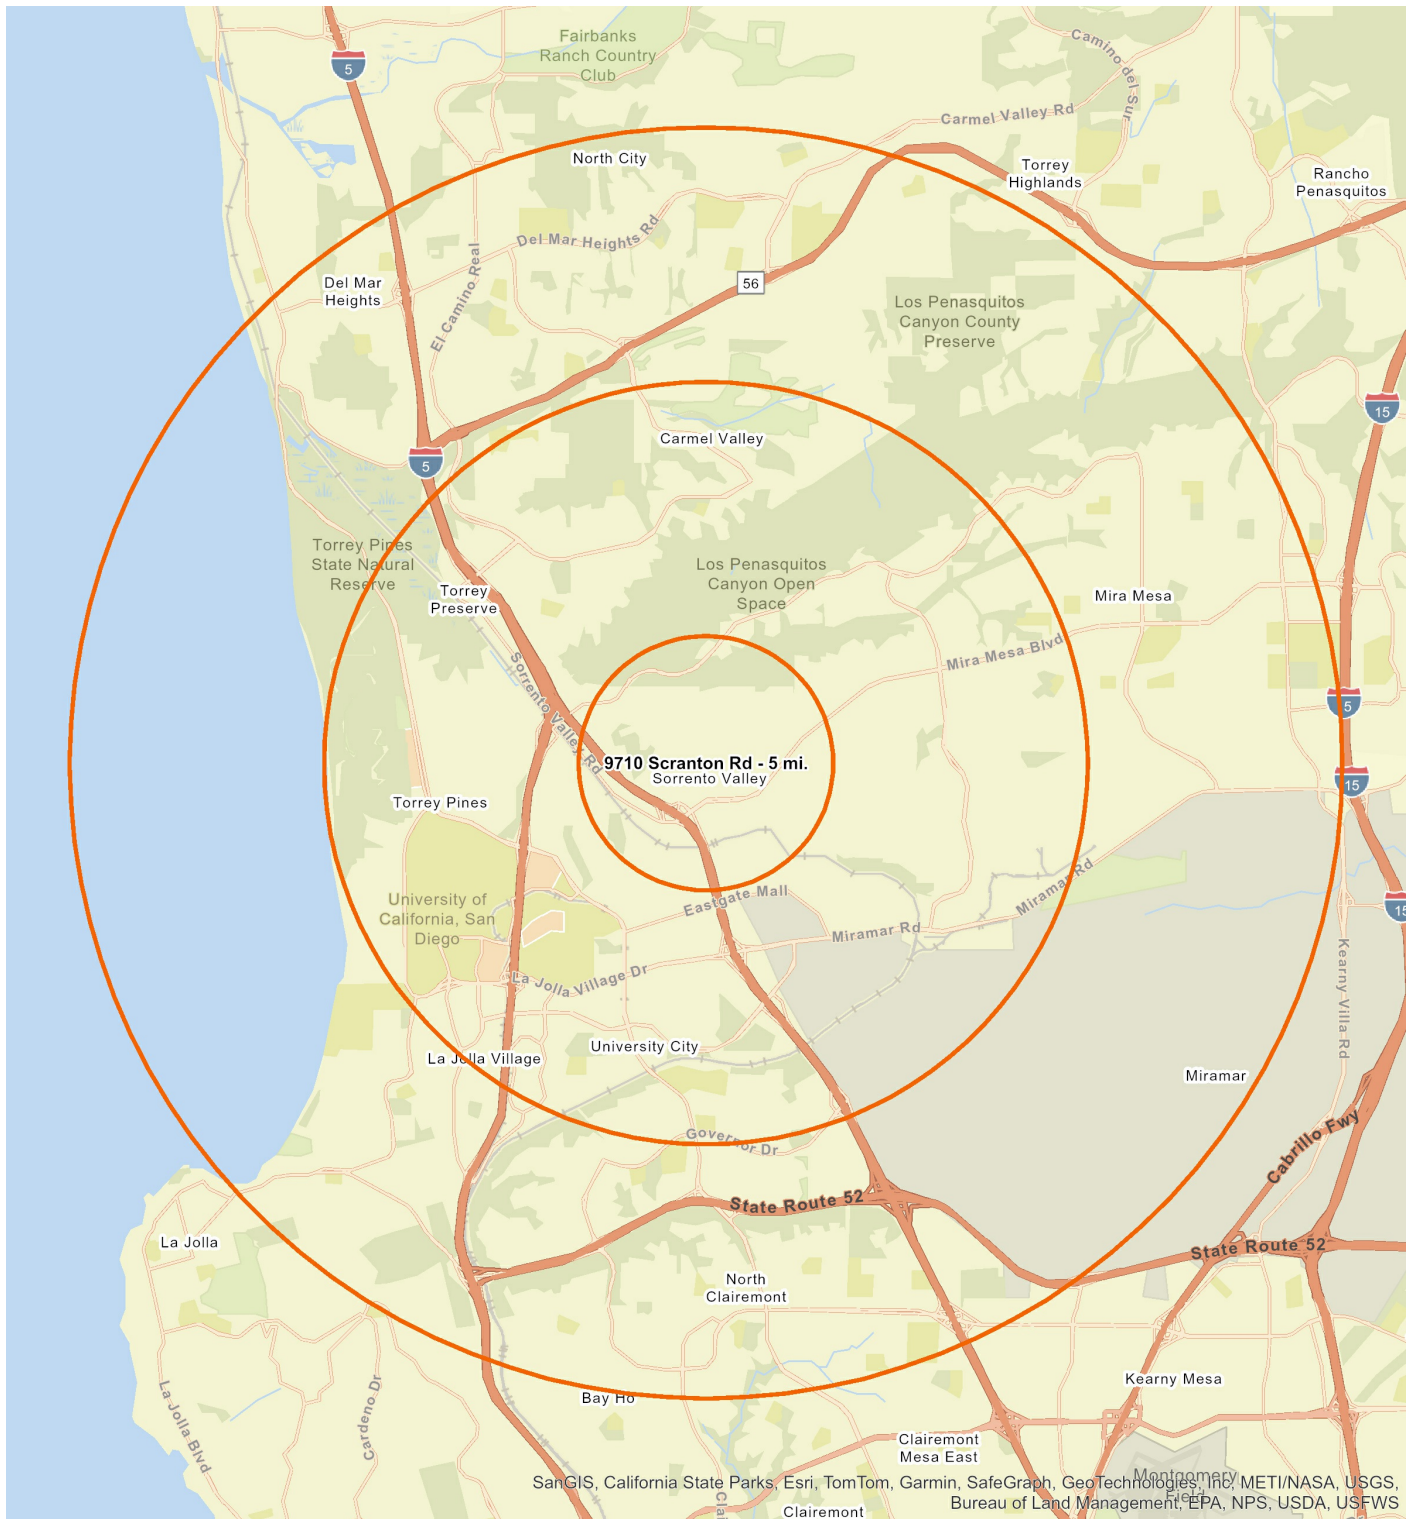 Fairbanks
Ranch Country
Club
Camino del Sur
5
Carmel Valley Rd
North City
Torrey
Highlands
Rancho
Penasquitos
Del Mar Heights Rd
El Camino Real
Del Mar
Heights
56
Los Penasquitos
Canyon County
Preserve
15
Carmel Valley
5
Torrey Pines
State Natural
Reserve
Los Penasquitos
Canyon Open
Space
Torrey
Preserve
Mira Mesa
Mira Mesa Blvd
Sorrento Valley Rd
5
9710 Scranton Rd - 5 mi.
Sorrento Valley
15
Torrey Pines
University of
California, San
Diego
Eastgate Mall
Miramar Rd
Miramar Rd
15
La Jolla Village Dr
Kearny Villa Rd
University City
La Jolla Village
Miramar
Governor Dr
Cabrillo Fwy
State Route 52
State Route 52
La Jolla
North
Clairemont
La Jolla Blvd
Cardeno Dr
Bay Ho
Kearny Mesa
Clairemont
Mesa East
Montgomery
Field
Clairemont
SanGIS, California State Parks, Esri, TomTom, Garmin, SafeGraph, GeoTechnologies, Inc, METI/NASA, USGS,
Bureau of Land Management, EPA, NPS, USDA, USFWS